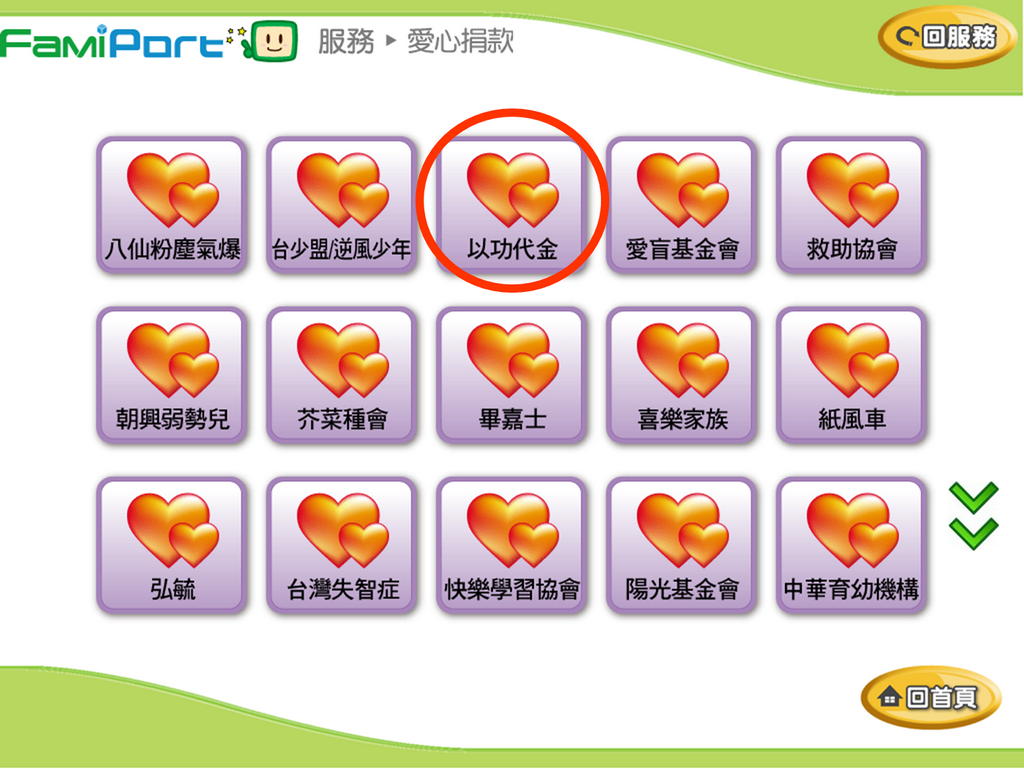 FamiPort 服務 ▸ 愛心捐款
回服務
八仙粉塵氣爆
台少盟/逆風少年
以功代金
愛盲基金會
救助協會
朝興弱勢兒
芥菜種會
畢嘉士
喜樂家族
紙風車
弘毓
台灣失智症
快樂學習協會
陽光基金會
中華育幼機構
回首頁